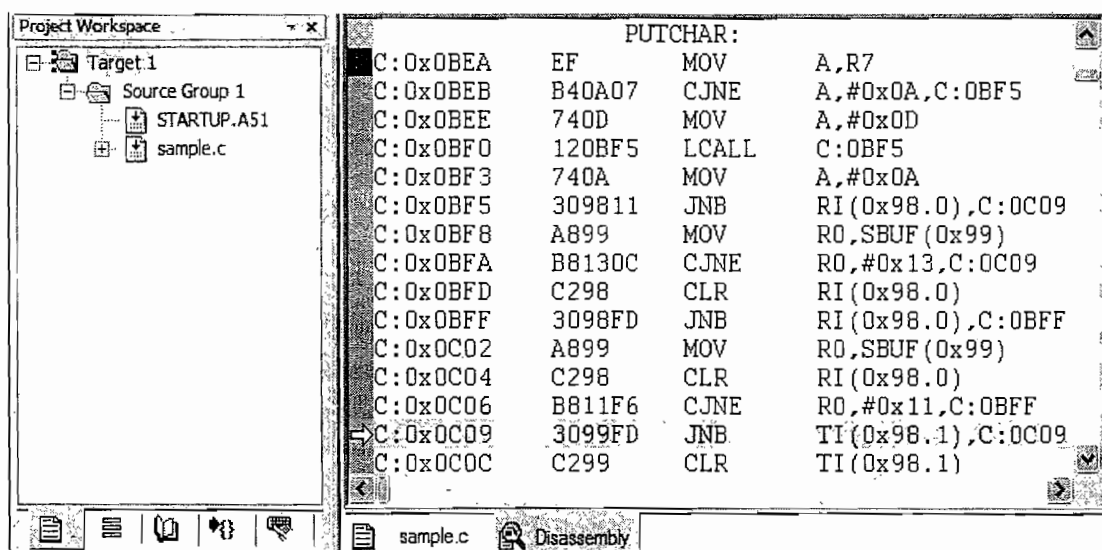 Project Workspace
Target 1
Source Group 1
STARTUP.A51
sample.c
PUTCHAR:
C:0x0BEA EF MOV A,R7
C:0x0BEB B40A07 CJNE A,#0x0A,C:0BF5
C:0x0BEE 740D MOV A,#0x0D
C:0x0BF0 120BF5 LCALL C:0BF5
C:0x0BF3 740A MOV A,#0x0A
C:0x0BF5 309811 JNB RI(0x98.0),C:0C09
C:0x0BF8 A899 MOV R0,SBUF(0x99)
C:0x0BFA B8130C CJNE R0,#0x13,C:0C09
C:0x0BFD C298 CLR RI(0x98.0)
C:0x0BFF 3098FD JNB RI(0x98.0),C:0BFF
C:0x0C02 A899 MOV R0,SBUF(0x99)
C:0x0C04 C298 CLR RI(0x98.0)
C:0x0C06 B811F6 CJNE R0,#0x11,C:0BFF
C:0x0C09 3099FD JNB TI(0x98.1),C:0C09
C:0x0C0C C299 CLR TI(0x98.1)
sample.c Disassembly